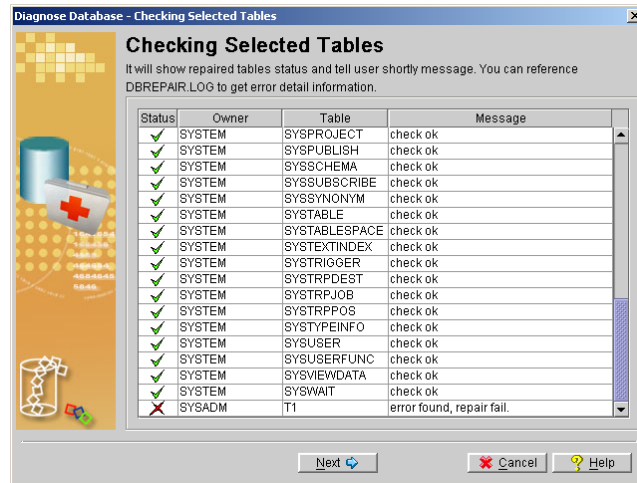 Diagnose Database - Checking Selected Tables
Checking Selected Tables
It will show repaired tables status and tell user shortly message. You can reference
DBREPAIR.LOG to get error detail information.
Status Owner Table Message
SYSTEM SYSPROJECT check ok
SYSTEM SYSPUBLISH check ok
SYSTEM SYSSCHEMA check ok
SYSTEM SYSSUBSCRIBE check ok
SYSTEM SYSSYNONYM check ok
SYSTEM SYSTABLE check ok
SYSTEM SYSTABLESPACE check ok
SYSTEM SYSTEXTINDEX check ok
SYSTEM SYSTRIGGER check ok
SYSTEM SYSTRPDEST check ok
SYSTEM SYSTRPJOB check ok
SYSTEM SYSTRPPOS check ok
SYSTEM SYSTYPEINFO check ok
SYSTEM SYSUSER check ok
SYSTEM SYSUSERFUNC check ok
SYSTEM SYSVIEWDATA check ok
SYSTEM SYSWAIT check ok
SYSADM T1 error found, repair fail.
Next Cancel Help